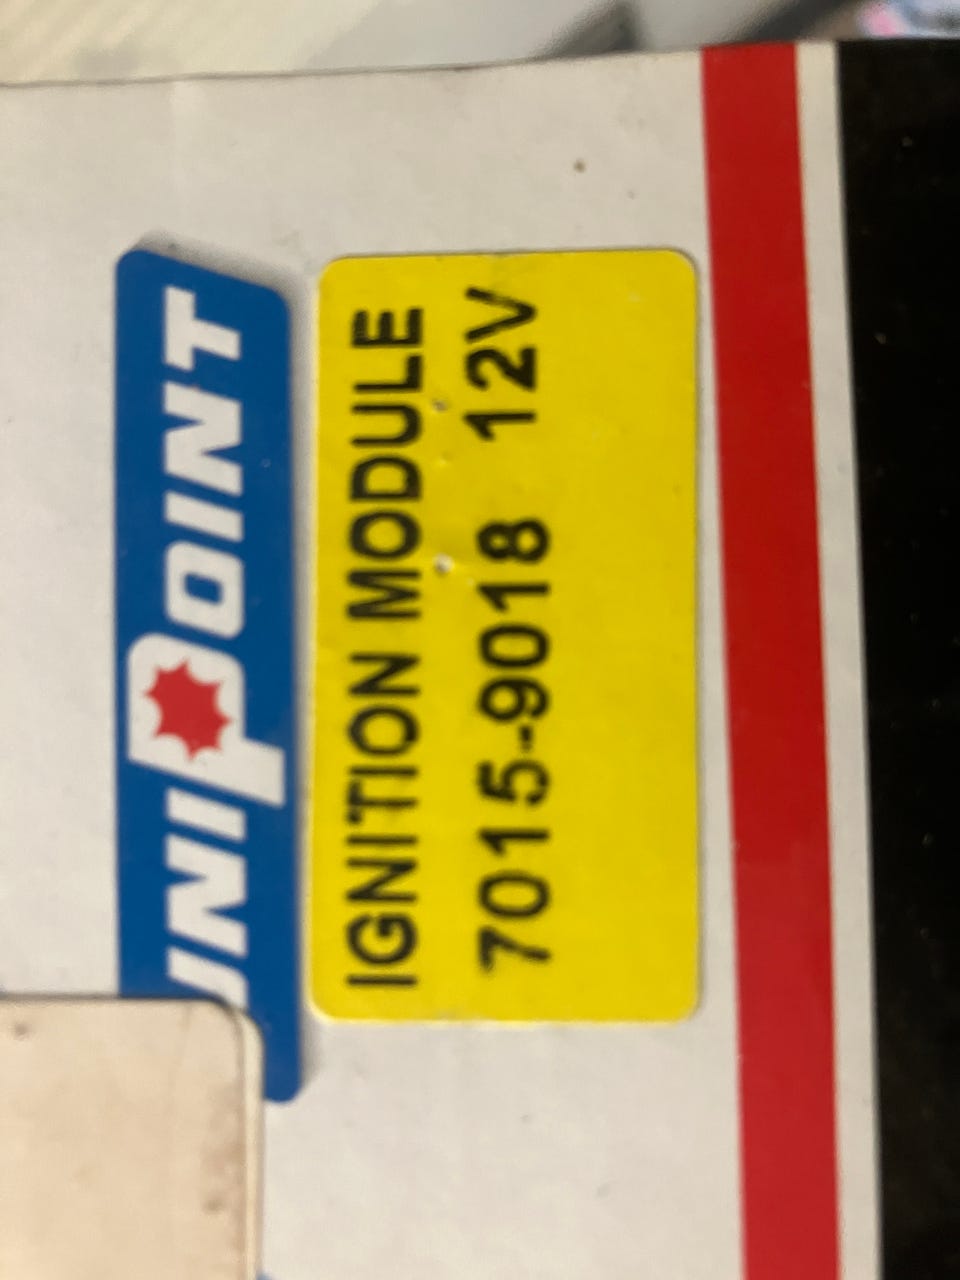 UNIPOINT
IGNITION MODULE
7015-9018 12V